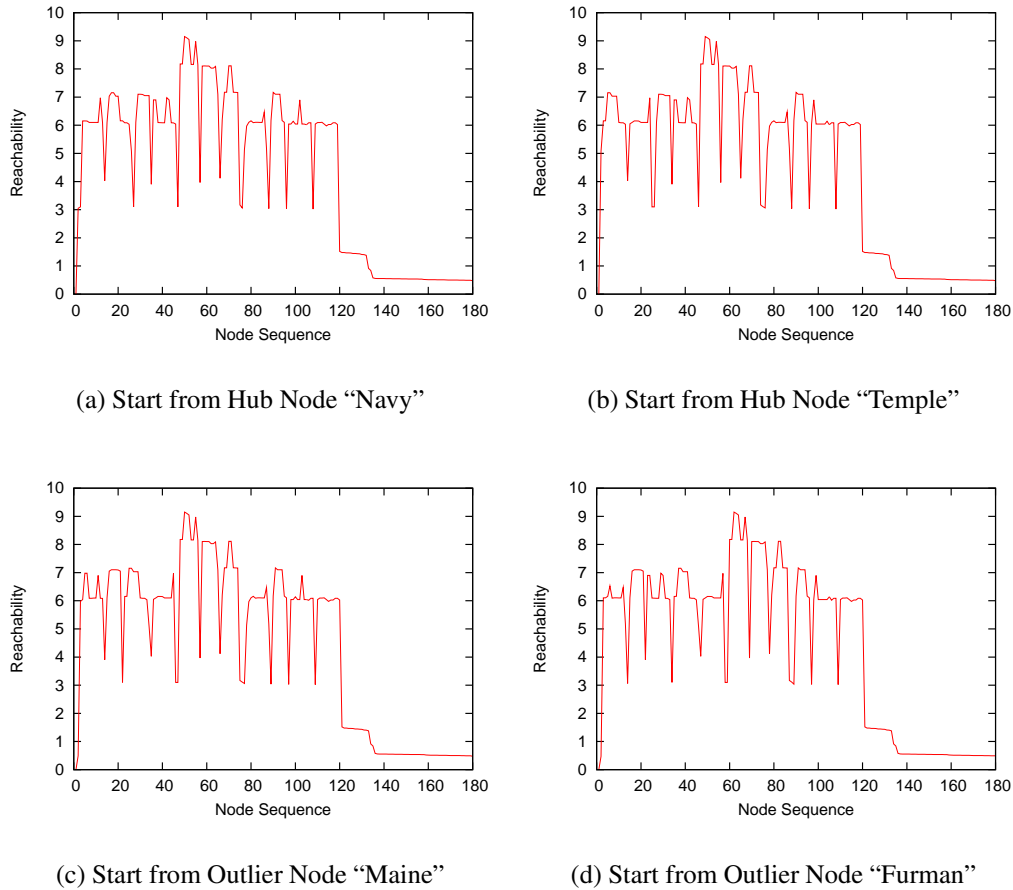 10
9
8
7
6
5
4
3
2
1
0
Reachability
0 20 40 60 80 100 120 140 160 180
Node Sequence
(a) Start from Hub Node “Navy”
10
9
8
7
6
5
4
3
2
1
0
Reachability
0 20 40 60 80 100 120 140 160 180
Node Sequence
(b) Start from Hub Node “Temple”
10
9
8
7
6
5
4
3
2
1
0
Reachability
0 20 40 60 80 100 120 140 160 180
Node Sequence
(c) Start from Outlier Node “Maine”
10
9
8
7
6
5
4
3
2
1
0
Reachability
0 20 40 60 80 100 120 140 160 180
Node Sequence
(d) Start from Outlier Node “Furman”